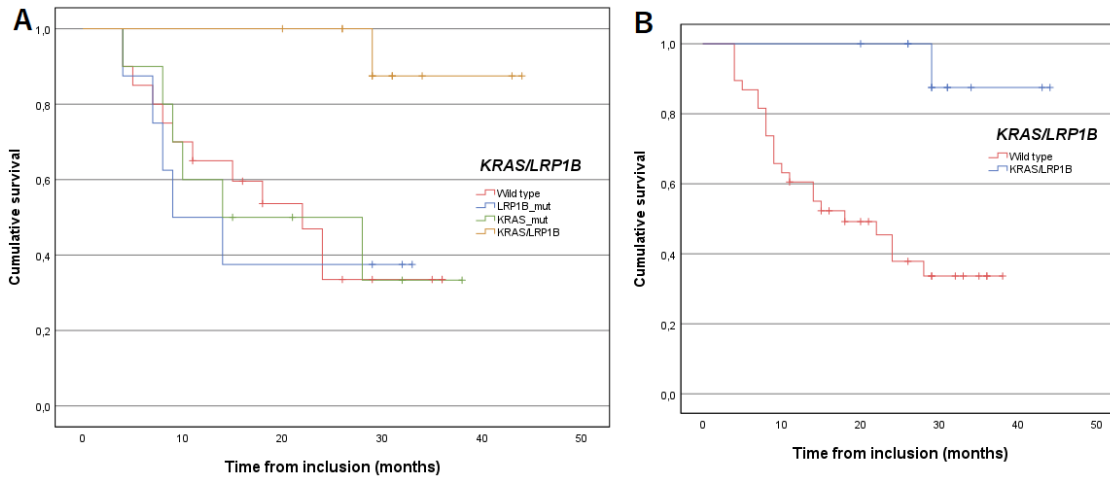 A
Cumulative survival
1,0
0,8
0,6
0,4
0,2
0,0
KRAS/LRP1B
Wild type
LRP1B_mut
KRAS_mut
KRAS/LRP1B
0 10 20 30 40 50
Time from inclusion (months)
B
Cumulative survival
1,0
0,8
0,6
0,4
0,2
0,0
KRAS/LRP1B
Wild type
KRAS/LRP1B
0 10 20 30 40 50
Time from inclusion (months)